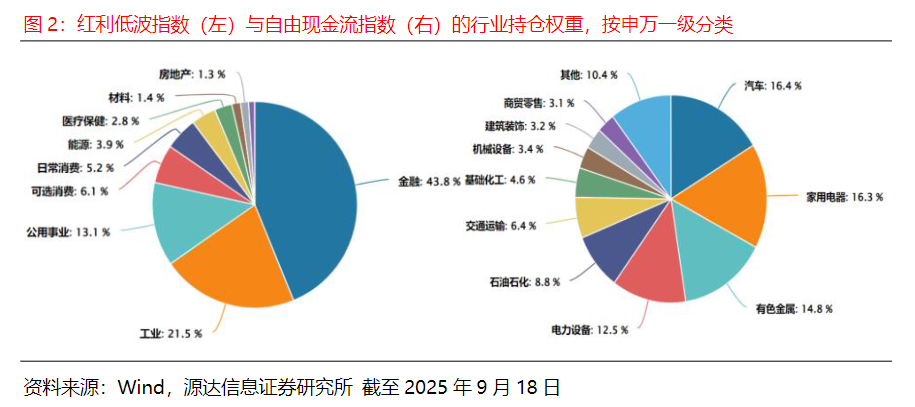 图 2：红利低波指数（左）与自由现金流指数（右）的行业持仓权重，按申万一级分类
房地产: 1.3 %
材料: 1.4 %
医疗保健: 2.8 %
能源: 3.9 %
日常消费: 5.2 %
可选消费: 6.1 %
公用事业: 13.1 %
工业: 21.5 %
金融: 43.8 %
其他: 10.4 %
商贸零售: 3.1 %
建筑装饰: 3.2 %
机械设备: 3.4 %
基础化工: 4.6 %
交通运输: 6.4 %
石油石化: 8.8 %
电力设备: 12.5 %
汽车: 16.4 %
家用电器: 16.3 %
有色金属: 14.8 %
资料来源：Wind，源达信息证券研究所 截至 2025 年 9 月 18 日